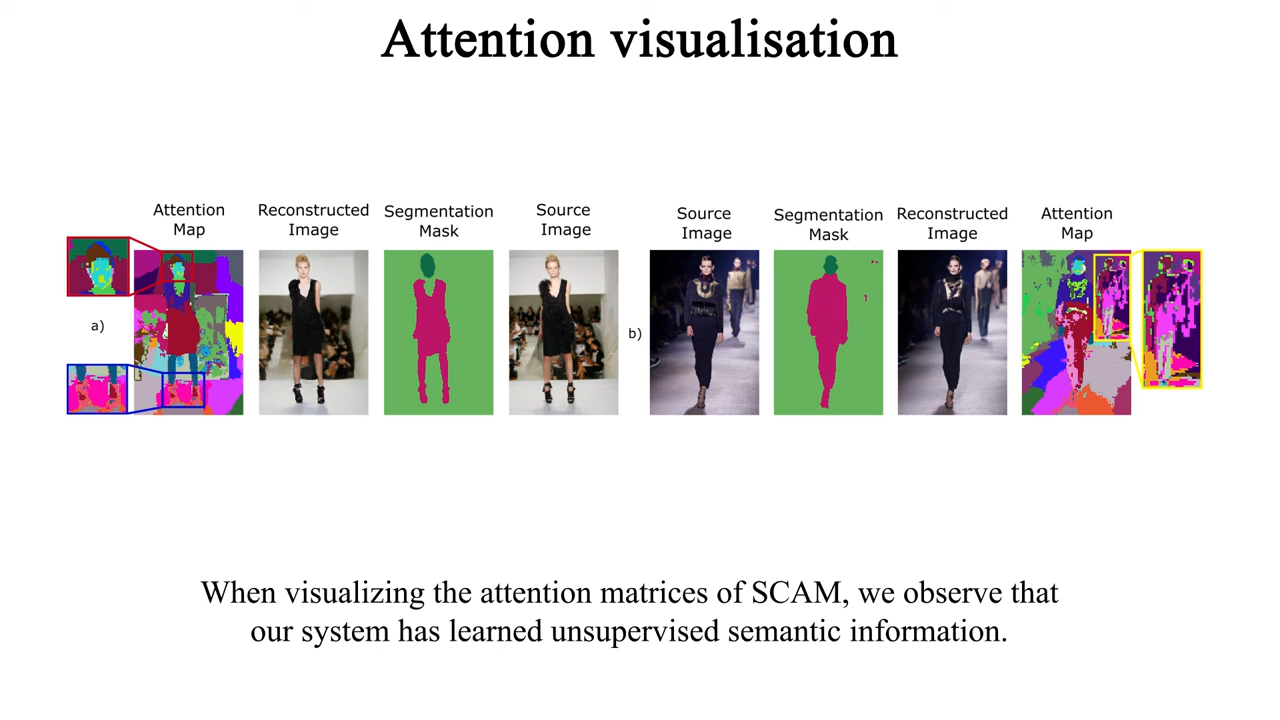 Attention visualisation
Attention Map
Reconstructed Image
Segmentation Mask
Source Image
Source Image
Segmentation Mask
Reconstructed Image
Attention Map
a)
b)
When visualizing the attention matrices of SCAM, we observe that
our system has learned unsupervised semantic information.